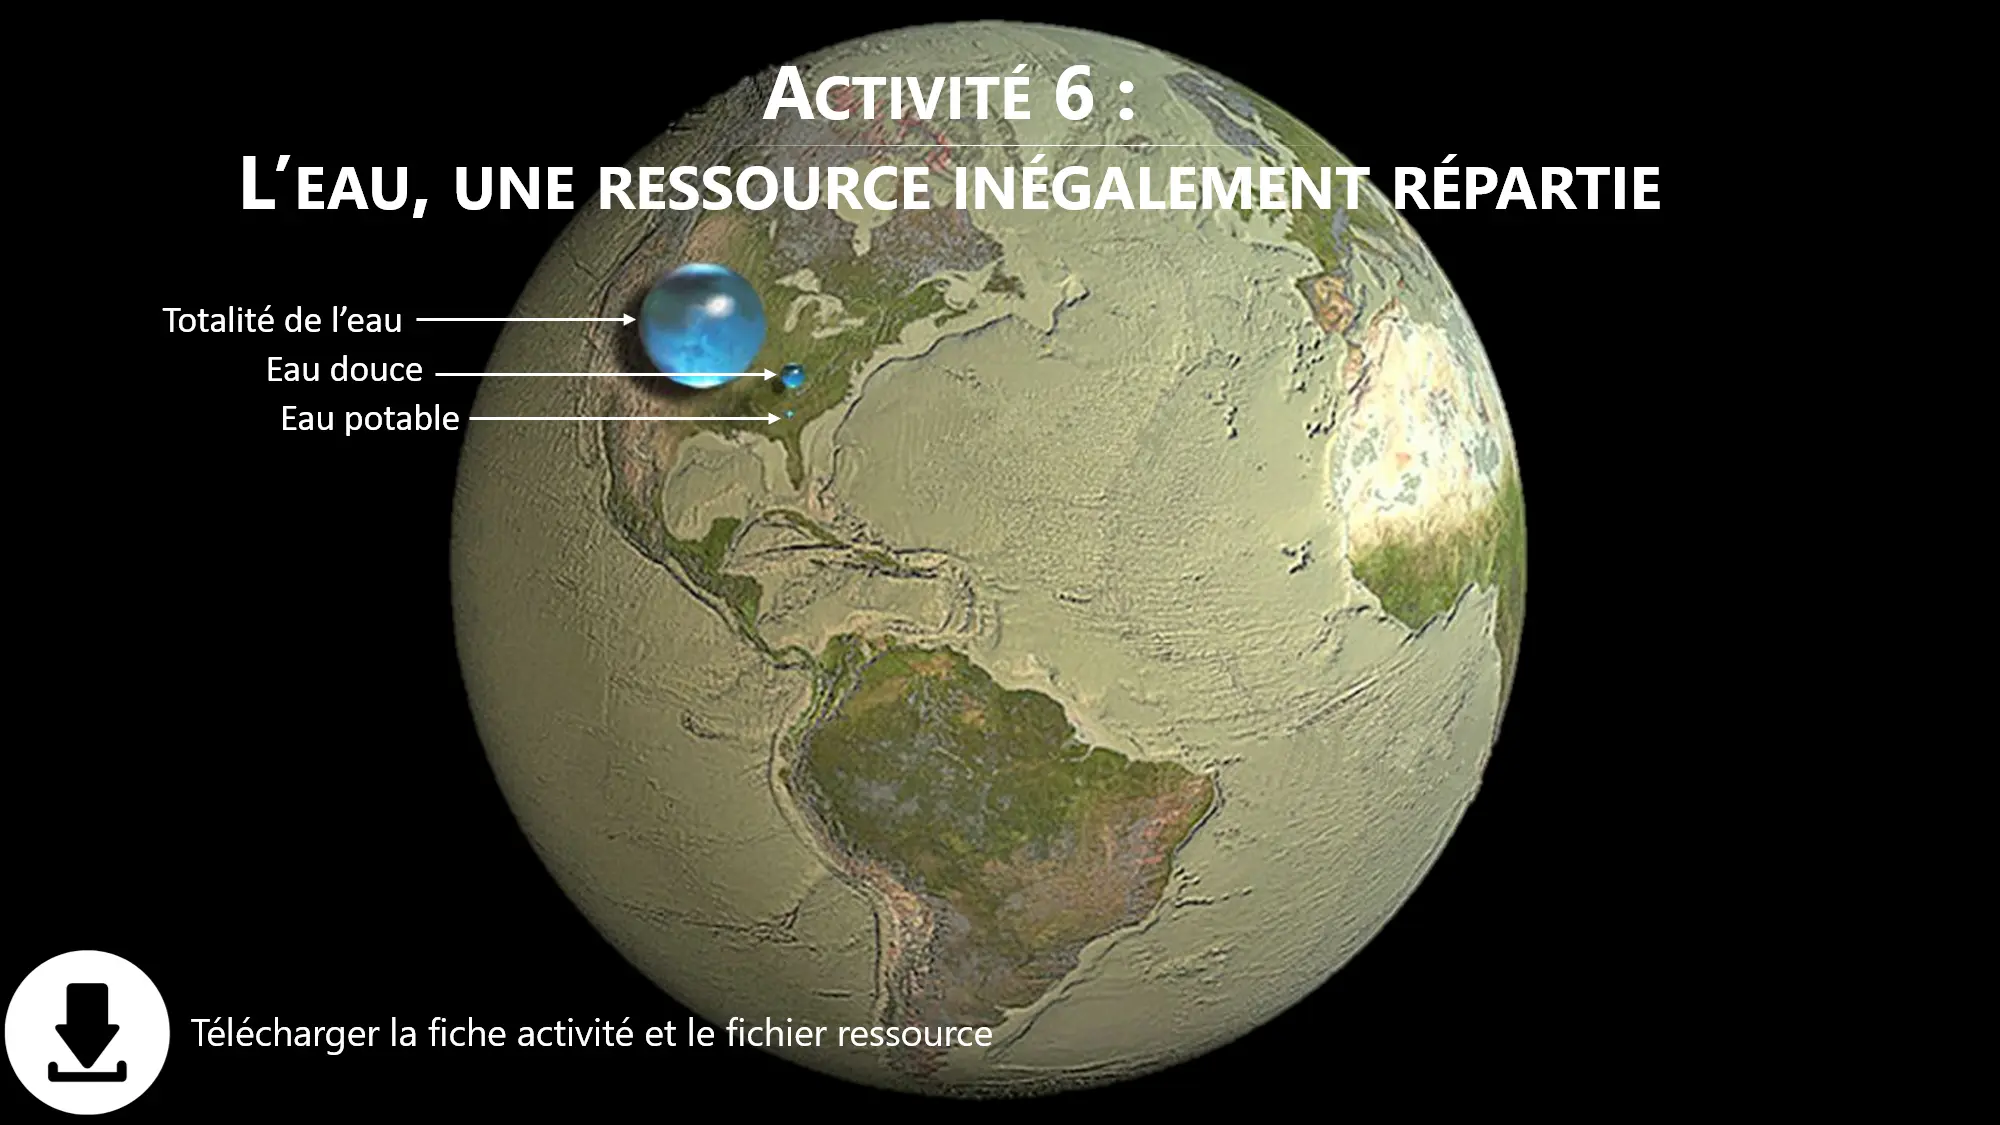 ACTIVITÉ 6 :
L’EAU, UNE RESSOURCE INÉGALEMENT RÉPARTIE
Totalité de l’eau
Eau douce
Eau potable
Télécharger la fiche activité et le fichier ressource